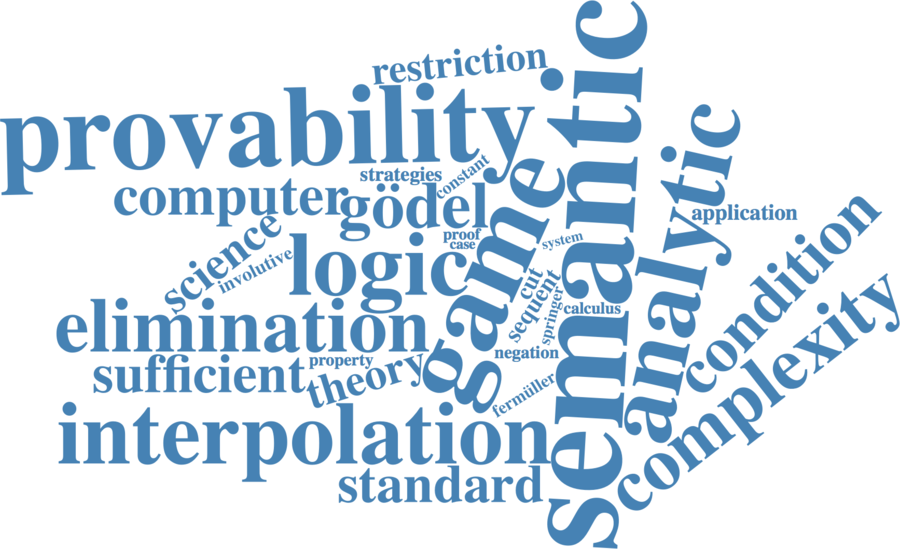 restriction
provability
semantic
strategies
constant
analytic
computer
gödel
game
application
science
involutive
proof
case
system
logic
condition
cut
sequent
springer
calculus
elimination
negation
complexity
sufficient
property
theory
fermüller
interpolation
standard